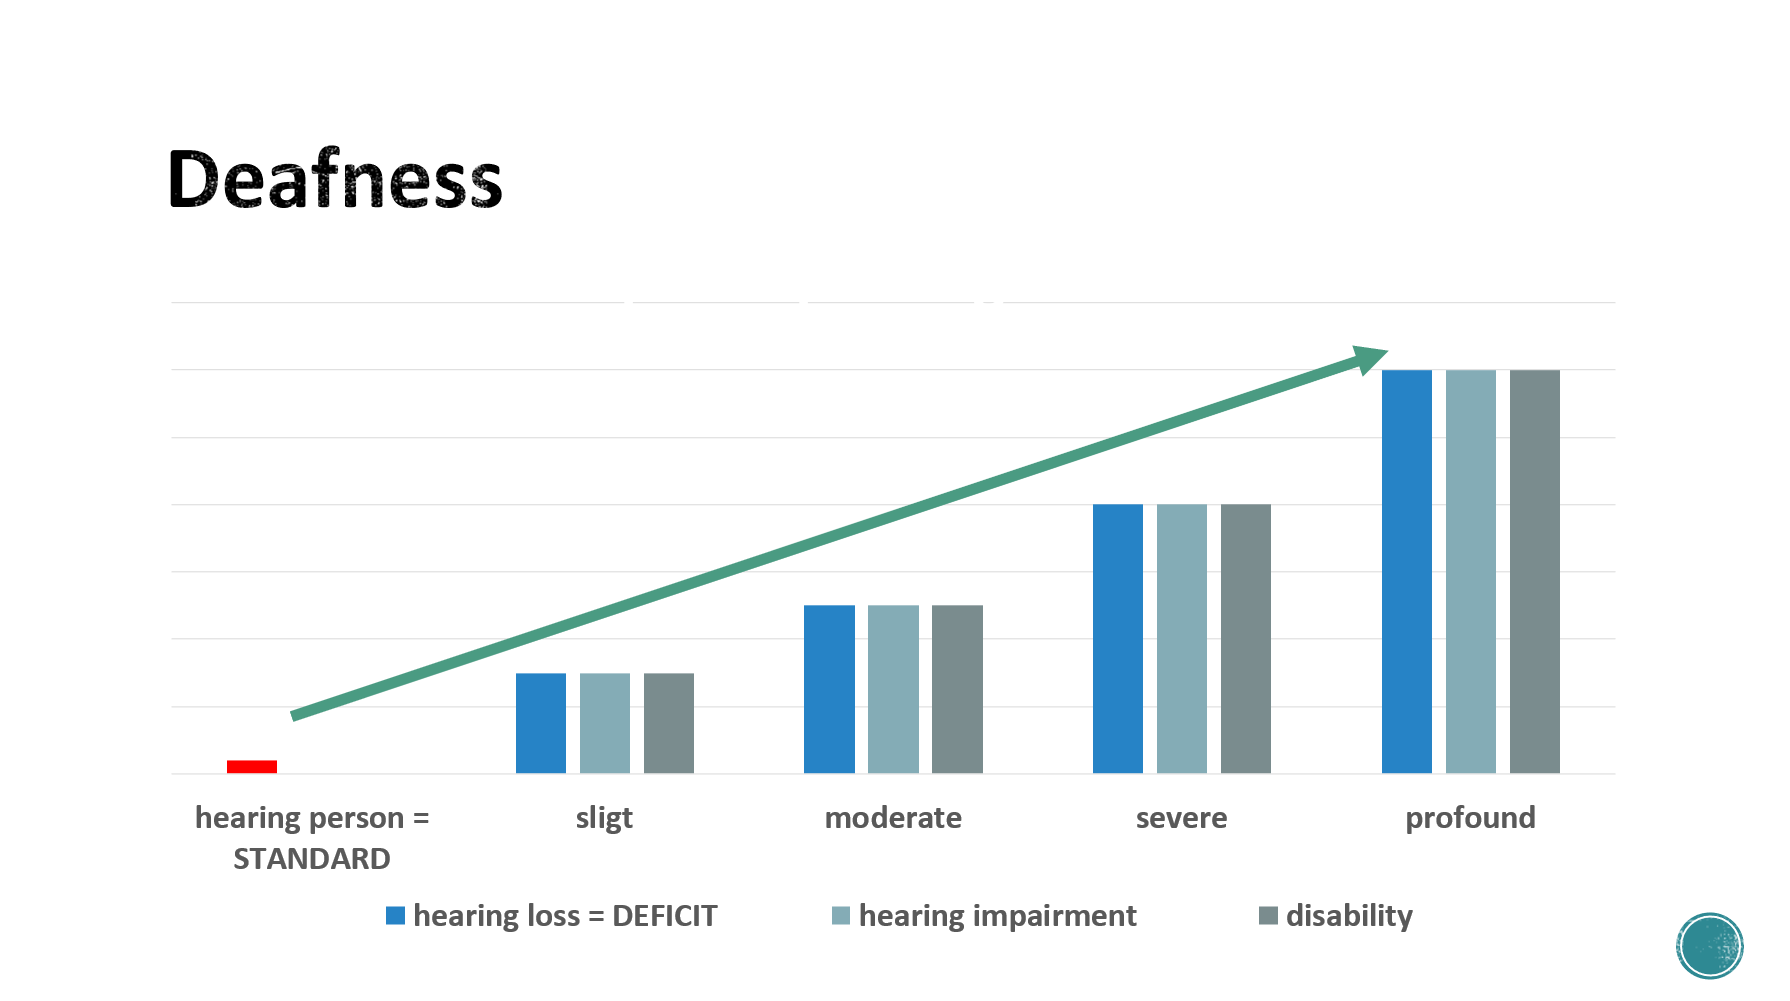 Deafness
hearing person =
STANDARD
sligt
moderate
severe
profound
hearing loss = DEFICIT
hearing impairment
disability